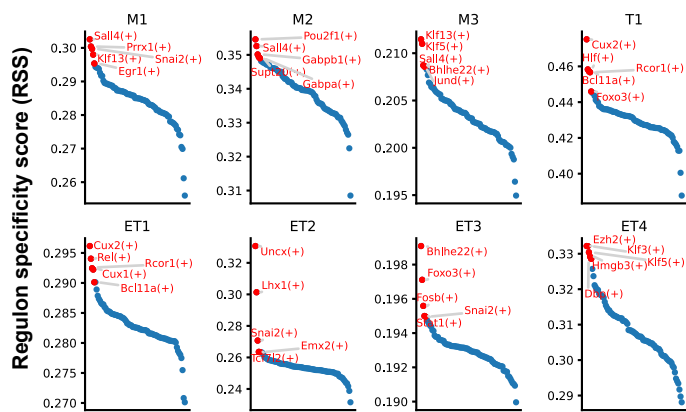 Regulon specificity score (RSS)
M1
0.30
0.29
0.28
0.27
0.26
Sall4(+)
Prrx1(+)
Snai2(+)
Klf13(+)
Egr1(+)
M2
0.35
0.34
0.33
0.32
0.31
Pou2f1(+)
Sall4(+)
Gabpb1(+)
Gabpa(+)
M3
0.210
0.205
0.200
0.195
Klf13(+)
Klf5(+)
Sall4(+)
Bhlhe22(+)
Jund(+)
T1
0.46
0.44
0.42
0.40
Cux2(+)
Hlf(+)
Rcor1(+)
Bcl11a(+)
Foxo3(+)
ET1
0.295
0.290
0.285
0.280
0.275
0.270
Cux2(+)
Rel(+)
Rcor1(+)
Cux1(+)
Bcl11a(+)
ET2
0.32
0.30
0.28
0.26
0.24
Uncx(+)
Lhx1(+)
Snai2(+)
Emx2(+)
Tcf7l2(+)
ET3
0.198
0.196
0.194
0.192
0.190
Bhlhe22(+)
Foxo3(+)
Fosb(+)
Snai2(+)
Stat1(+)
ET4
0.33
0.32
0.31
0.30
0.29
Ezh2(+)
Klf3(+)
Klf5(+)
Hmgb3(+)